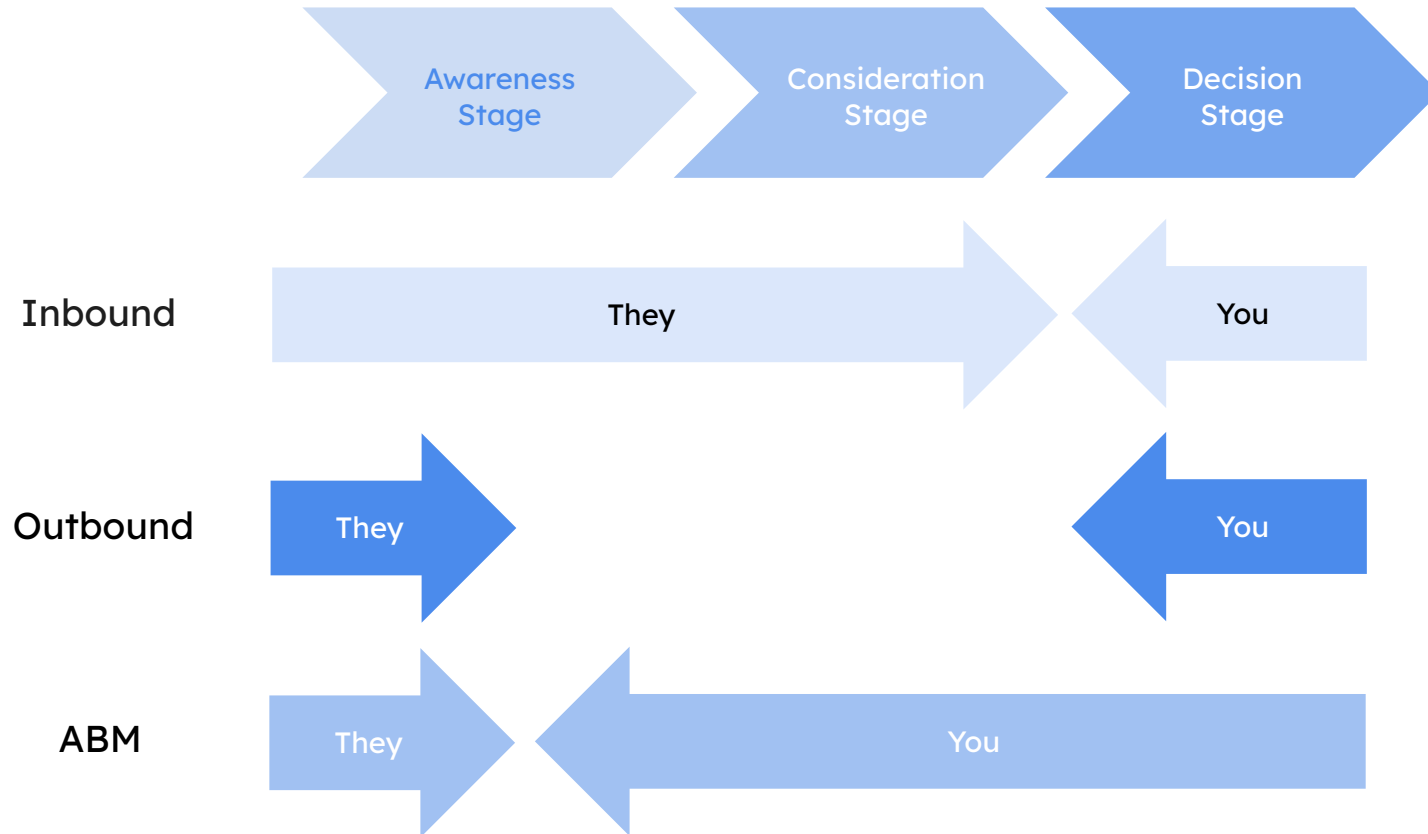 Awareness
Stage
Consideration
Stage
Decision
Stage
Inbound
They
You
Outbound
They
You
ABM
They
You